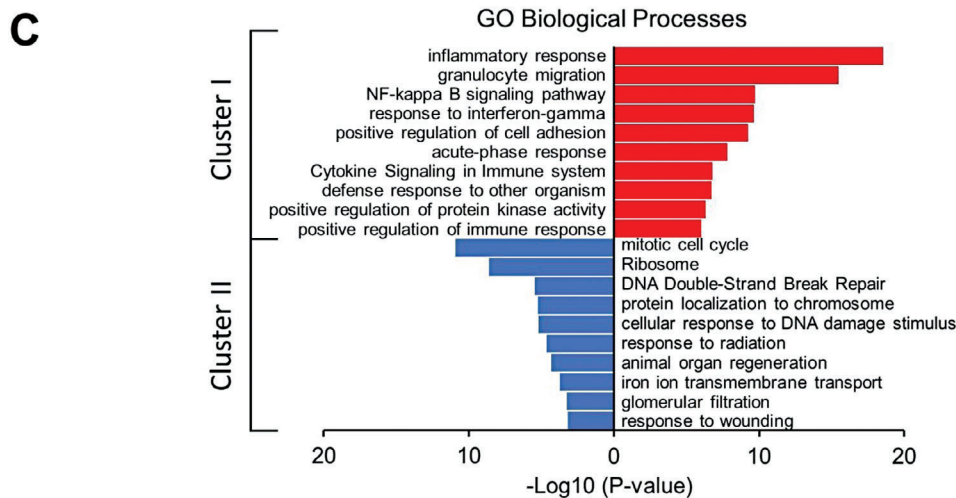 C
GO Biological Processes
Cluster I
inflammatory response
granulocyte migration
NF-kappa B signaling pathway
response to interferon-gamma
positive regulation of cell adhesion
acute-phase response
Cytokine Signaling in Immune system
defense response to other organism
positive regulation of protein kinase activity
positive regulation of immune response
Cluster II
mitotic cell cycle
Ribosome
DNA Double-Strand Break Repair
protein localization to chromosome
cellular response to DNA damage stimulus
response to radiation
animal organ regeneration
iron ion transmembrane transport
glomerular filtration
response to wounding
20 10 0 10 20
-Log10 (P-value)